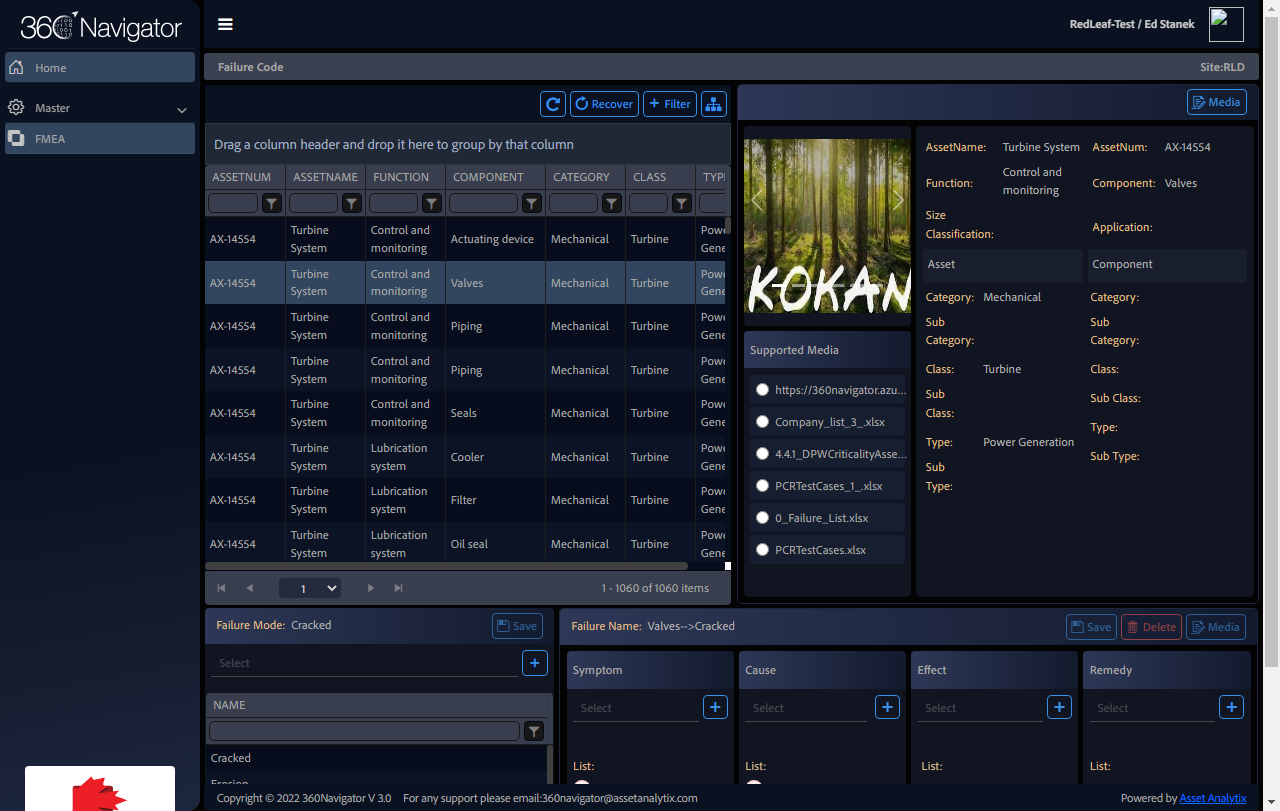 360 Navigator
RedLeaf-Test / Ed Stanek
Home
Master
FMEA
Failure Code
Site:RLD
Recover
+ Filter
Media
Drag a column header and drop it here to group by that column
ASSETNUM ASSETNAME FUNCTION COMPONENT CATEGORY CLASS TYP
AX-14554 Turbine System Control and monitoring Actuating device Mechanical Turbine Powe Gene
AX-14554 Turbine System Control and monitoring Valves Mechanical Turbine Powe Gene
AX-14554 Turbine System Control and monitoring Piping Mechanical Turbine Powe Gene
AX-14554 Turbine System Control and monitoring Piping Mechanical Turbine Powe Gene
AX-14554 Turbine System Control and monitoring Seals Mechanical Turbine Powe Gene
AX-14554 Turbine System Lubrication system Cooler Mechanical Turbine Powe Gene
AX-14554 Turbine System Lubrication system Filter Mechanical Turbine Powe Gene
AX-14554 Turbine System Lubrication system Oil seal Mechanical Turbine Powe Gene
1
1 - 1060 of 1060 items
KOKAN
Supported Media
https://360navigator.azu...
Company_list_3_.xlsx
4.4.1_DPWCriticalityAsse...
PCRTestCases_1_.xlsx
0_Failure_List.xlsx
PCRTestCases.xlsx
AssetName: Turbine System AssetNum: AX-14554
Function: Control and monitoring Component: Valves
Size Classification: Application:
Asset Component
Category: Mechanical Category:
Sub Category: Sub Category:
Class: Turbine Class:
Sub Class: Sub Class:
Type: Power Generation Type:
Sub Type: Sub Type:
Failure Mode: Cracked
Save
Select
+
NAME
Cracked
Erosion
Failure Name: Valves-->Cracked
Save Delete Media
Symptom Cause Effect Remedy
Select + Select + Select + Select +
List: List: List: List:
Copyright © 2022 360Navigator V 3.0 For any support please email:360navigator@assetanalytix.com
Powered by Asset Analytix